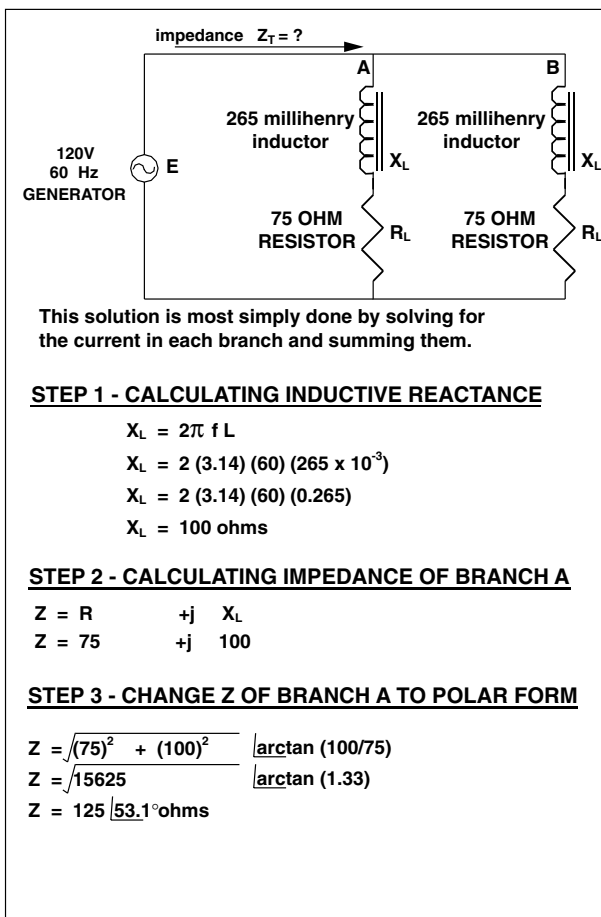 impedance Z_T = ?
A
B
265 millihenry
inductor
265 millihenry
inductor
X_L
X_L
120V
60 Hz
GENERATOR
E
75 OHM
RESISTOR
R_L
75 OHM
RESISTOR
R_L
This solution is most simply done by solving for
the current in each branch and summing them.
STEP 1 - CALCULATING INDUCTIVE REACTANCE
X_L = 2π f L
X_L = 2 (3.14) (60) (265 x 10^-3)
X_L = 2 (3.14) (60) (0.265)
X_L = 100 ohms
STEP 2 - CALCULATING IMPEDANCE OF BRANCH A
Z = R +j X_L
Z = 75 +j 100
STEP 3 - CHANGE Z OF BRANCH A TO POLAR FORM
Z = √(75)² + (100)² ∠arctan (100/75)
Z = √15625 ∠arctan (1.33)
Z = 125 ∠53.1° ohms